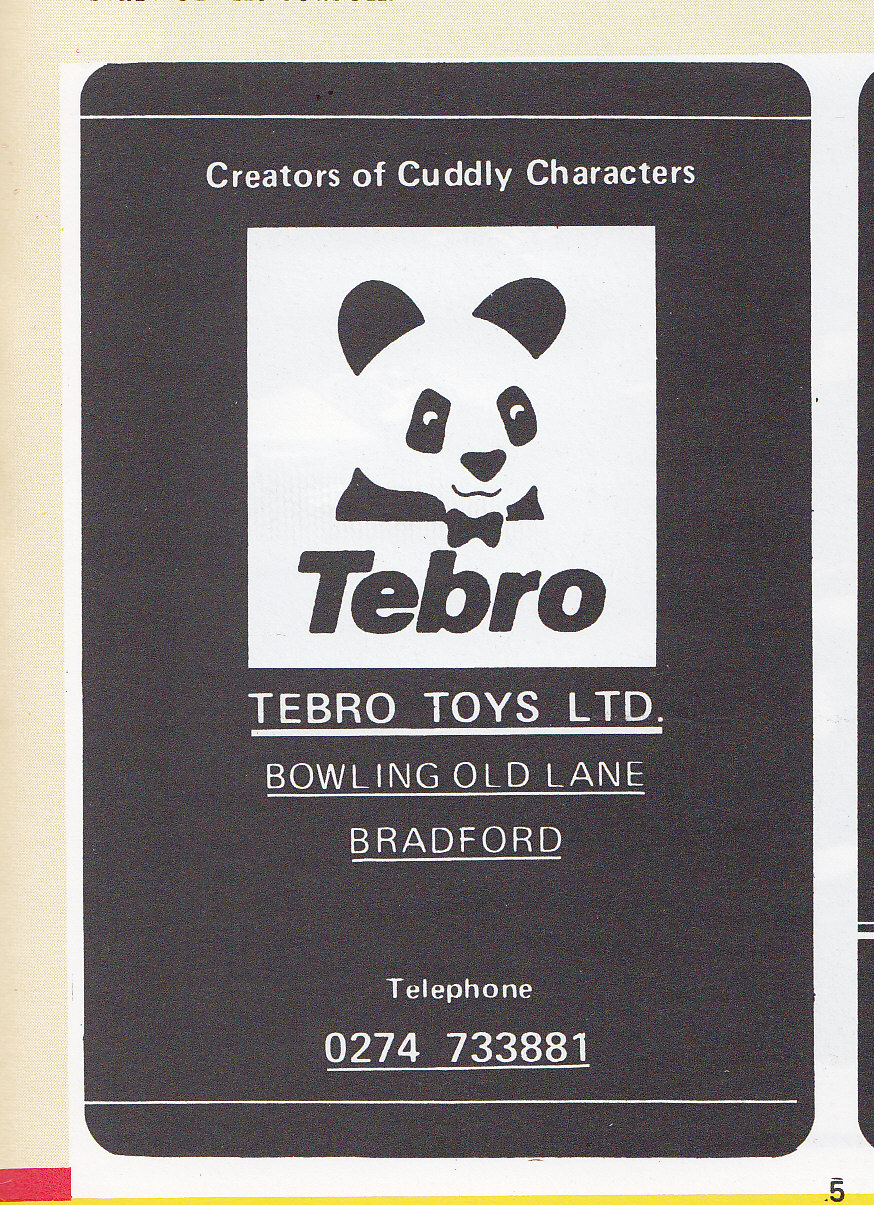 Creators of Cuddly Characters
Tebro
TEBRO TOYS LTD.
BOWLING OLD LANE
BRADFORD
Telephone
0274 733881
5